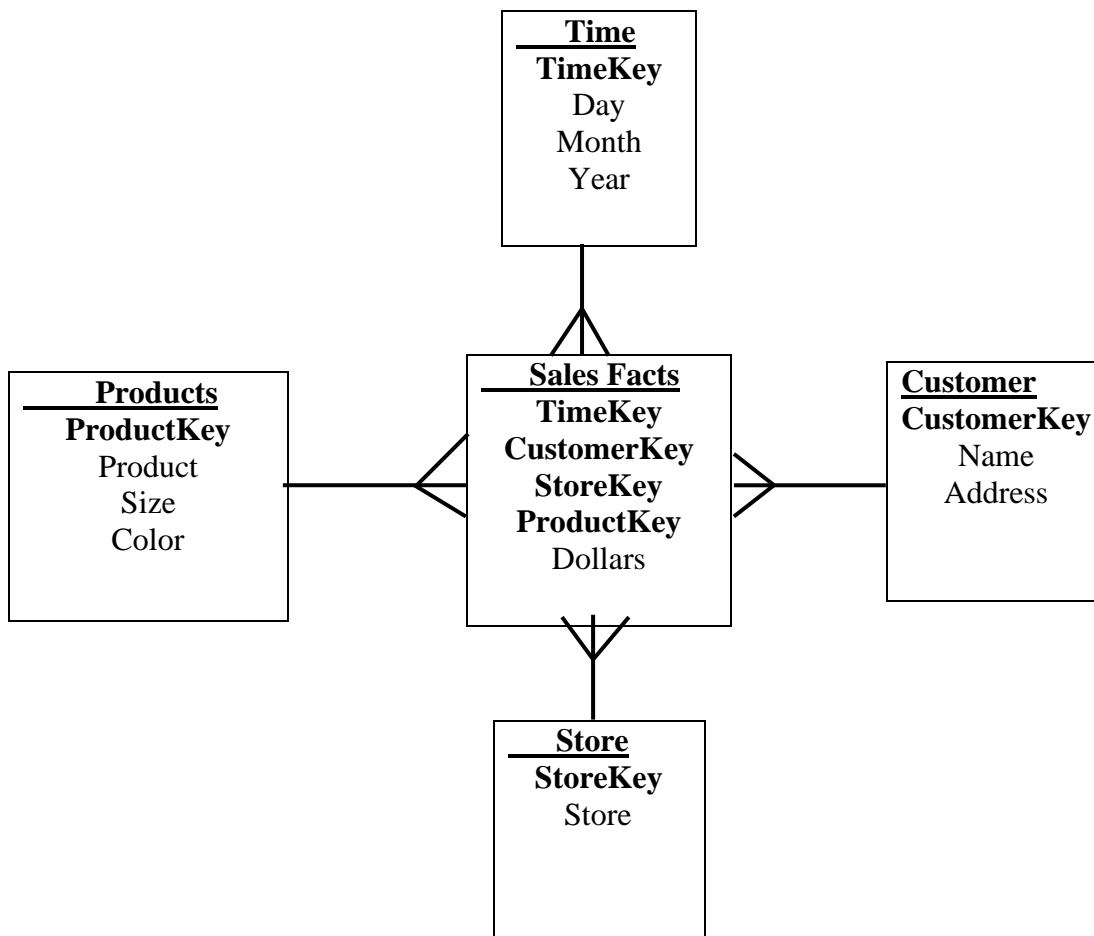 Time
TimeKey
Day
Month
Year
Products
ProductKey
Product
Size
Color
Sales Facts
TimeKey
CustomerKey
StoreKey
ProductKey
Dollars
Customer
CustomerKey
Name
Address
Store
StoreKey
Store